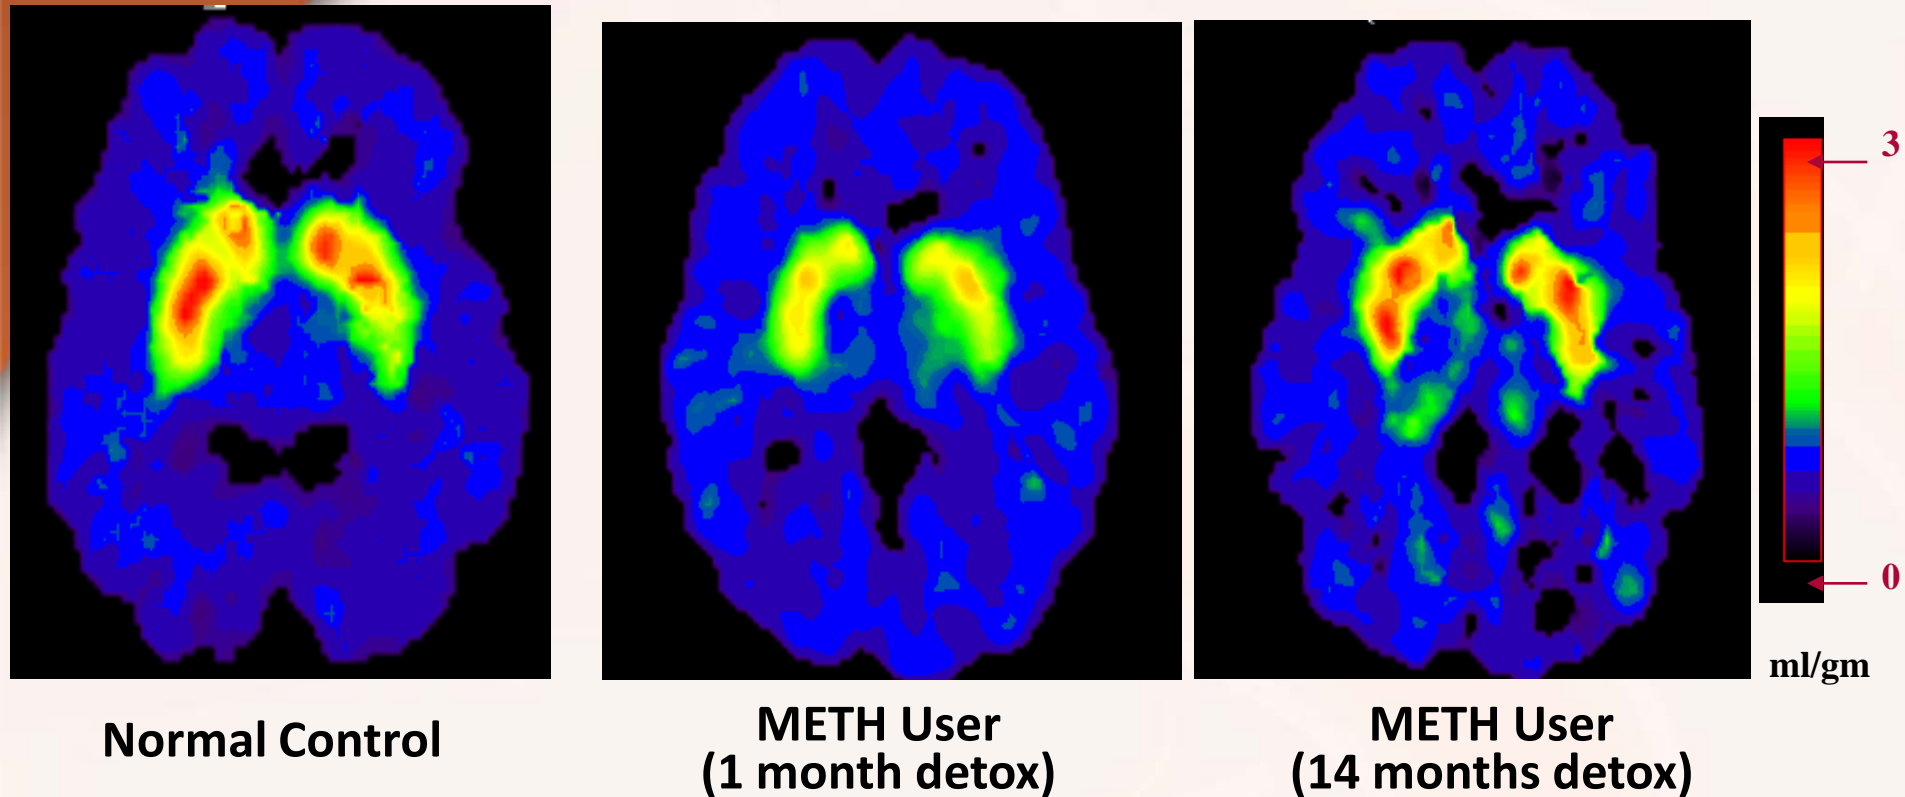 Normal Control
METH User
(1 month detox)
METH User
(14 months detox)
3
0
ml/gm